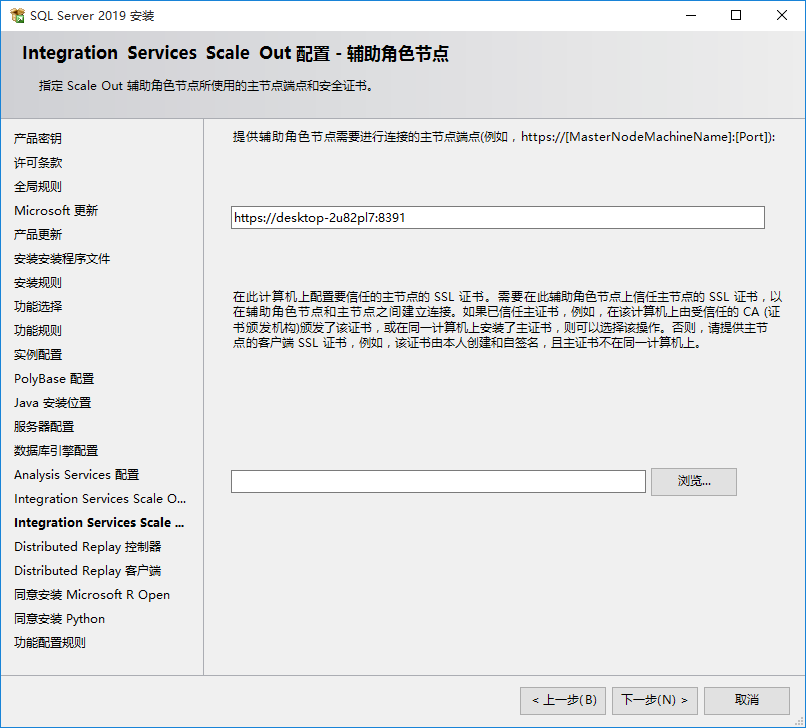 SQL Server 2019 安装
Integration Services Scale Out 配置 - 辅助角色节点
指定 Scale Out 辅助角色节点所使用的主节点端点和安全证书。
产品密钥
许可条款
全局规则
Microsoft 更新
产品更新
安装安装程序文件
安装规则
功能选择
功能规则
实例配置
PolyBase 配置
Java 安装位置
服务器配置
数据库引擎配置
Analysis Services 配置
Integration Services Scale O...
Integration Services Scale ...
Distributed Replay 控制器
Distributed Replay 客户端
同意安装 Microsoft R Open
同意安装 Python
功能配置规则
提供辅助角色节点需要进行连接的主节点端点(例如，https://[MasterNodeMachineName]:[Port]):
https://desktop-2u82pl7:8391
在此计算机上配置要信任的主节点的 SSL 证书。需要在此辅助角色节点上信任主节点的 SSL 证书，以
在辅助角色节点和主节点之间建立连接。如果已信任主证书，例如，在该计算机上由受信任的 CA (证
书颁发机构)颁发了该证书，或在同一计算机上安装了主证书，则可以选择该操作。否则，请提供主节
点的客户端 SSL 证书，例如，该证书由本人创建和自签名，且主证书不在同一计算机上。
浏览...
< 上一步(B)
下一步(N) >
取消